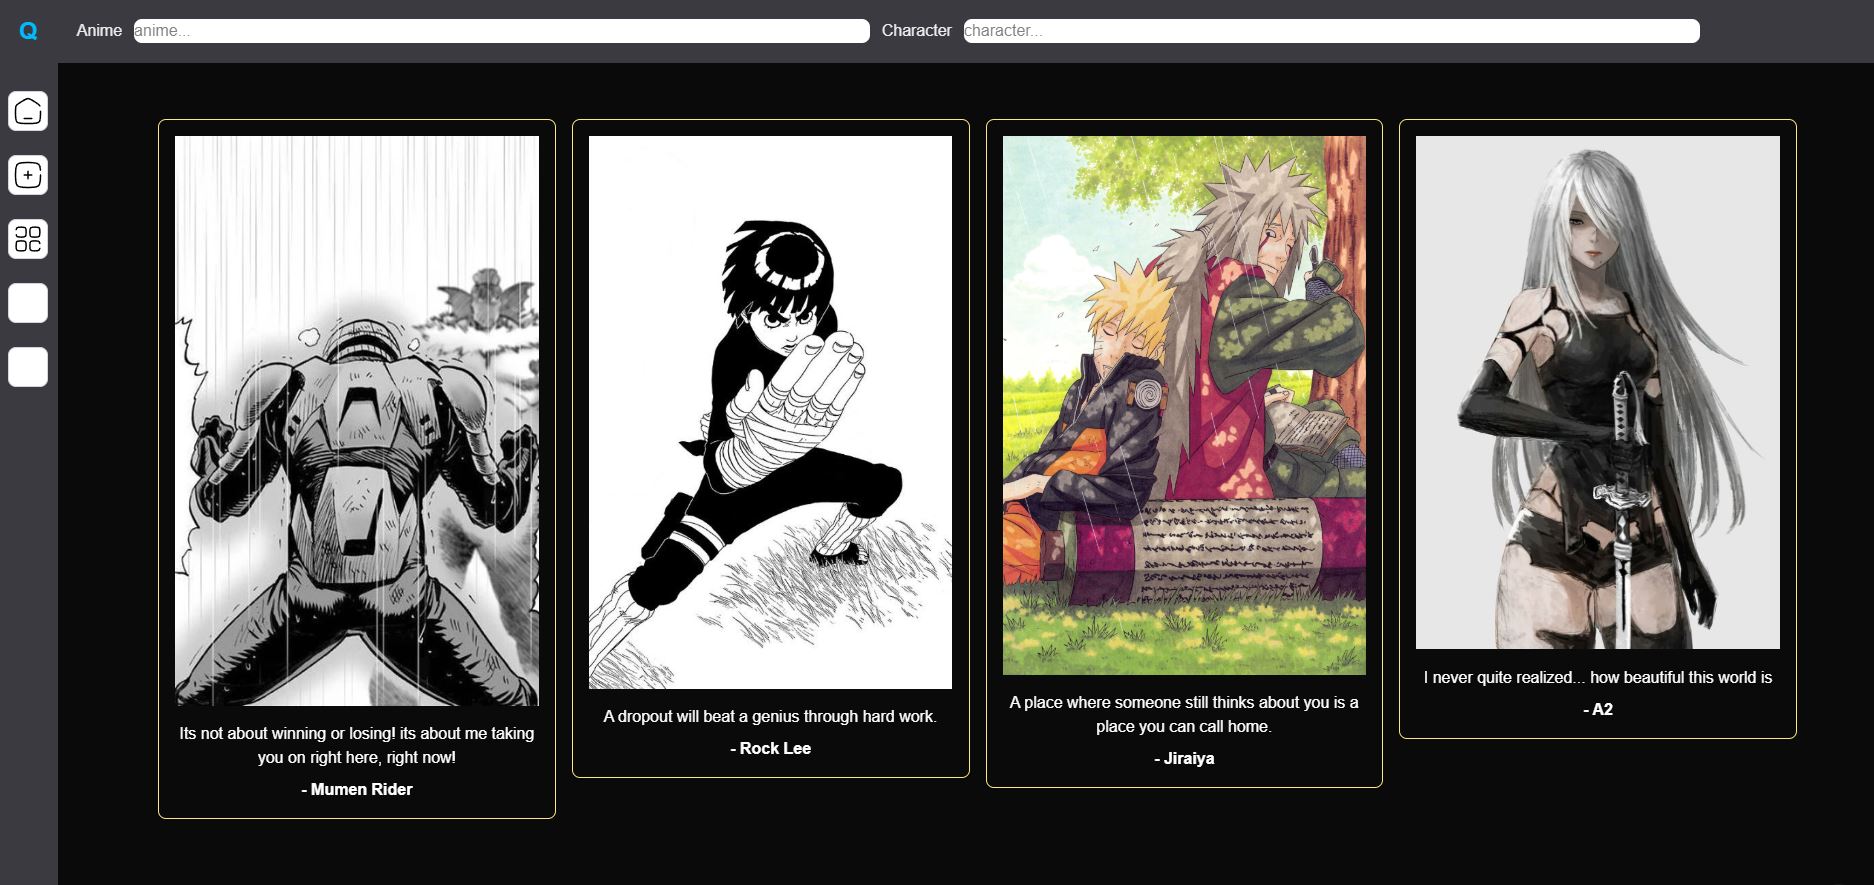 Q
Anime anime... Character character...
Its not about winning or losing! its about me taking
you on right here, right now!
- Mumen Rider
A dropout will beat a genius through hard work.
- Rock Lee
A place where someone still thinks about you is a
place you can call home.
- Jiraiya
I never quite realized... how beautiful this world is
- A2